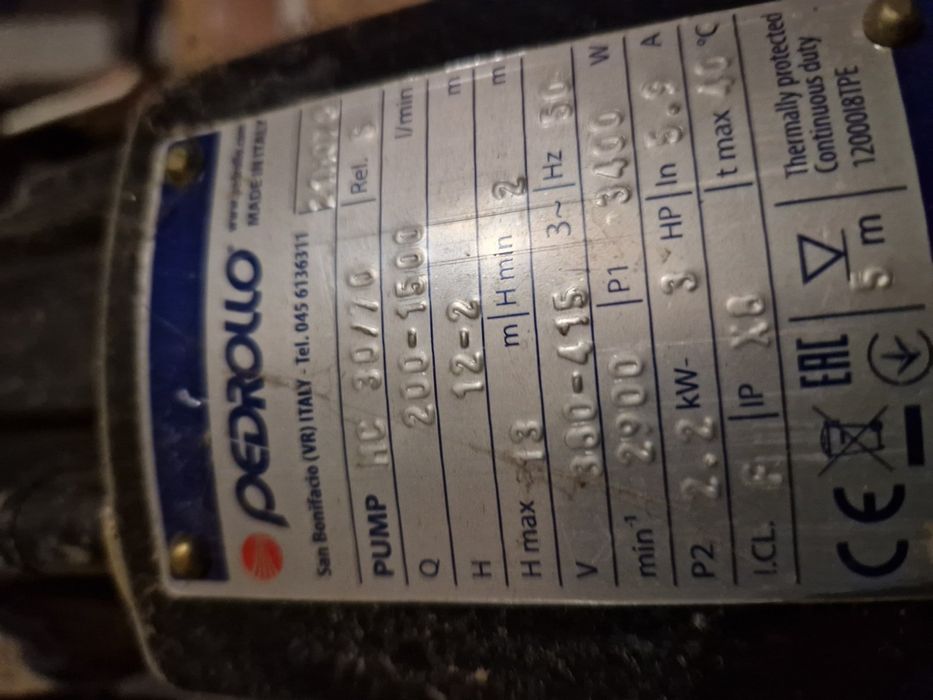 PEDROLLO®
www.pedrollo.com
MADE IN ITALY
San Bonifacio (VR) ITALY - Tel. 045 6136311
PUMP 30/70 Rel. S
Q 200-1500 l/min
H 12-2 m
H max 13 m H min 2 m
V 380-415 3~ Hz 50
min-1 2900 P1 3400 W
P2 2.2 kW- 3 HP In 5.9 A
I.CL. F IP X8 t max 40 °C
CE EAC Thermally protected
Continuous duty
5 m 1200018TPE